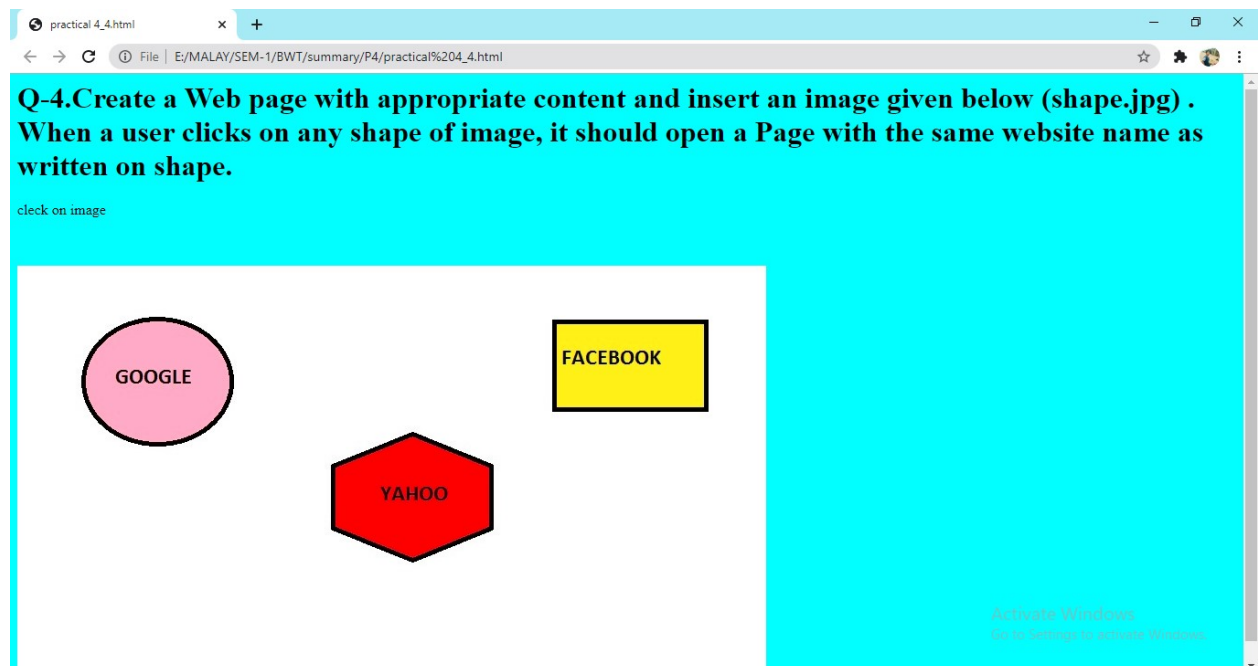 practical 4_4.html
File | E:/MALAY/SEM-1/BWT/summary/P4/practical%204_4.html
Q-4.Create a Web page with appropriate content and insert an image given below (shape.jpg) .
When a user clicks on any shape of image, it should open a Page with the same website name as
written on shape.
cleck on image
GOOGLE
FACEBOOK
YAHOO
Activate Windows
Go to Settings to activate Windows.